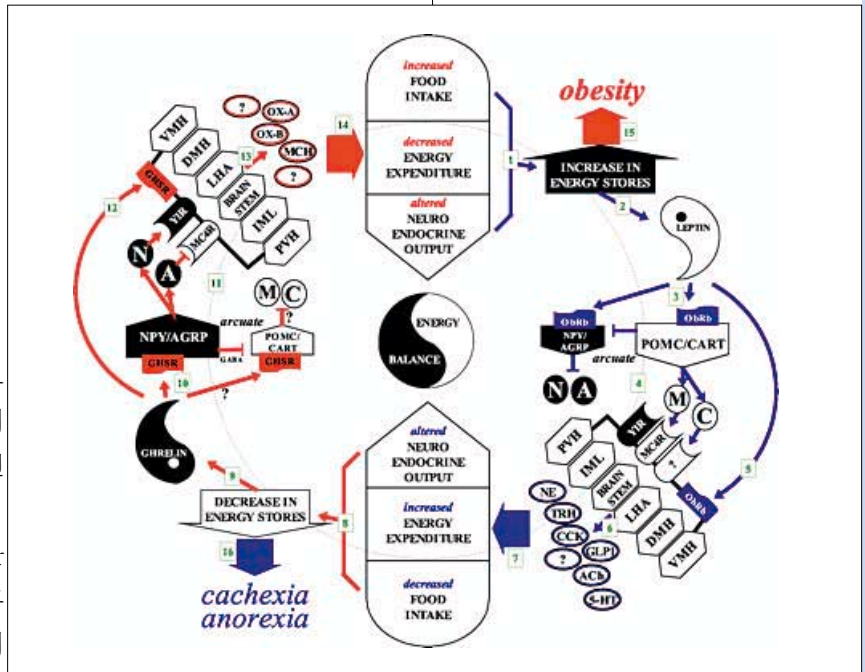 increased
FOOD
INTAKE
decreased
ENERGY
EXPENDITURE
altered
NEURO
ENDOCRINE
OUTPUT
14
1
obesity
15
INCREASE IN
ENERGY STORES
2
LEPTIN
3
ObRb
NPY/
AGRP
ObRb
POMC/CART
arcuate
N A
4
M
C
5
Y1R
MC4R
?
ObRb
PVH
IML
BRAIN
STEM
LHA
DMH
VMH
6
NE
TRH
CCK
GLP1
?
ACh
5-HT
7
altered
NEURO
ENDOCRINE
OUTPUT
increased
ENERGY
EXPENDITURE
decreased
FOOD
INTAKE
8
DECREASE IN
ENERGY STORES
16
cachexia
anorexia
9
GHRELIN
10
?
NPY/AGRP
GHSR
arcuate
GABA
POMC/
CART
GHSR
?
M C
11
N
A
12
GHSR
Y1R
MC4R
VMH
DMH
LHA
BRAIN
STEM
IML
PVH
13
?
OX-A
OX-B
MCH
?
ENERGY
BALANCE